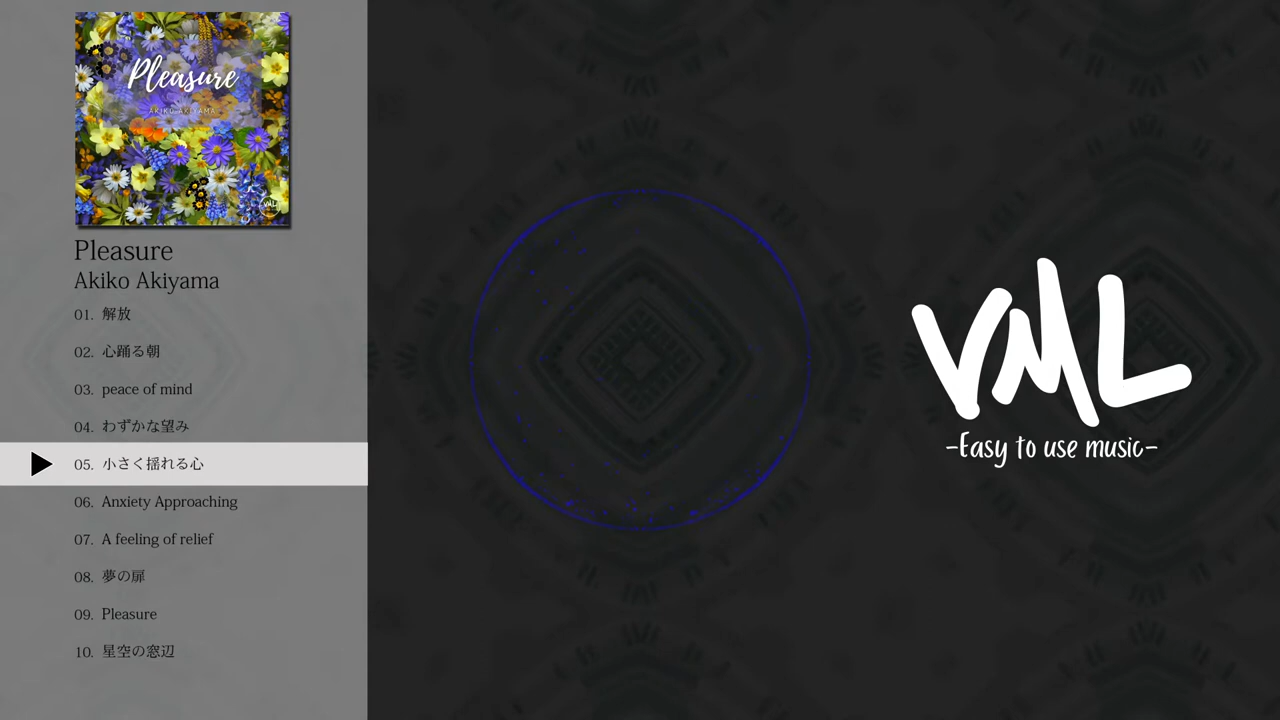 Pleasure
AKIKO AKIYAMA
VML
Pleasure
Akiko Akiyama
01. 解放
02. 心踊る朝
03. peace of mind
04. わずかな望み
05. 小さく揺れる心
06. Anxiety Approaching
07. A feeling of relief
08. 夢の扉
09. Pleasure
10. 星空の窓辺
VML
-Easy to use music-